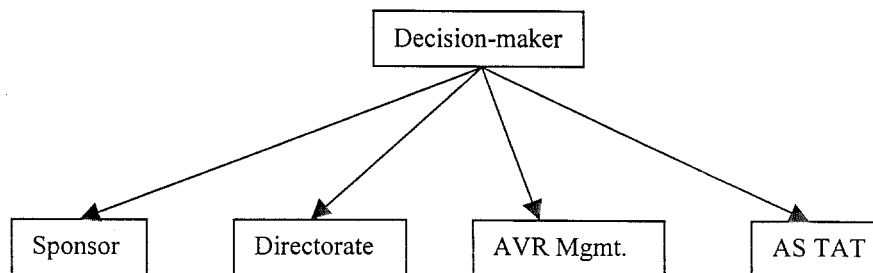 Decision-maker
Sponsor
Directorate
AVR Mgmt.
AS TAT